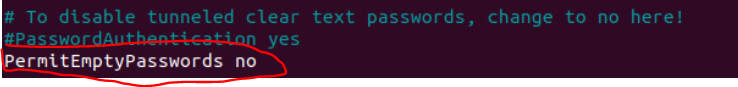 # To disable tunneled clear text passwords, change to no here!
#PasswordAuthentication yes
PermitEmptyPasswords no